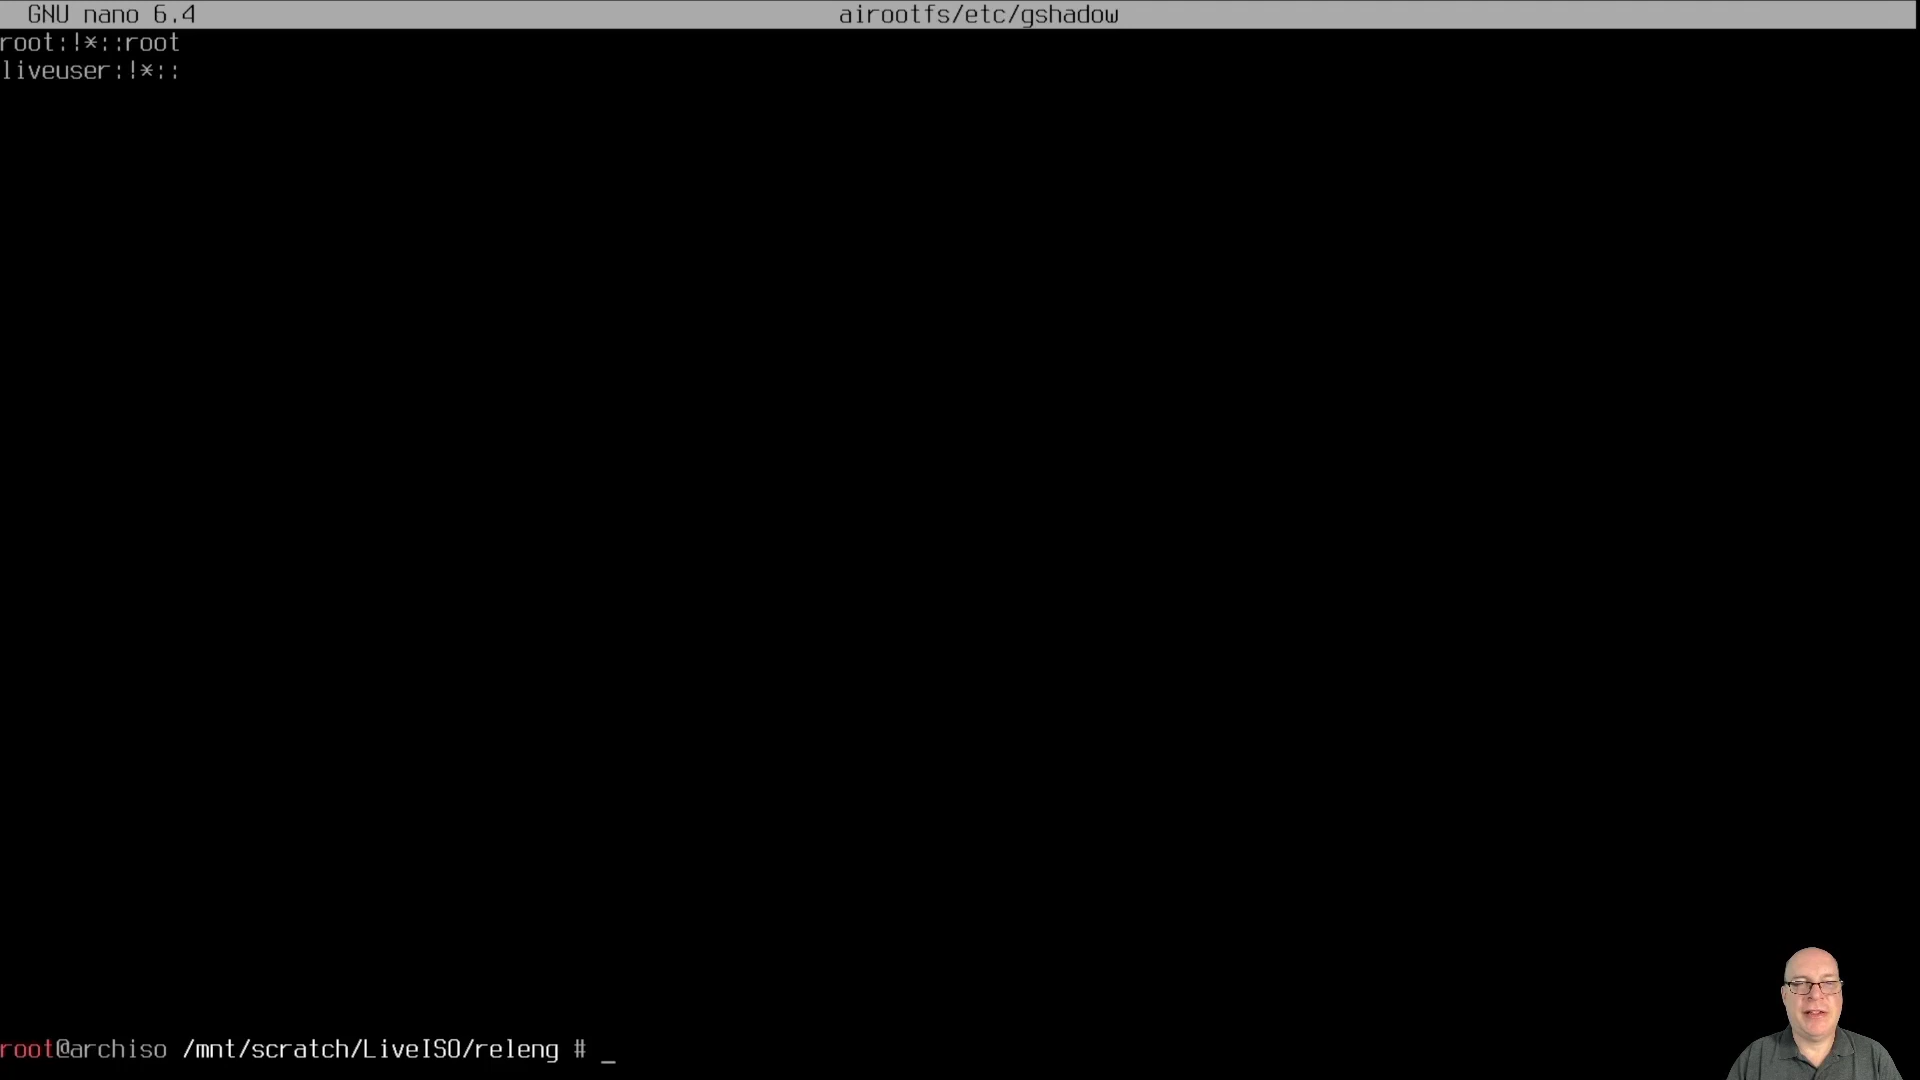 GNU nano 6.4 airootfs/etc/gshadow
root:!*::root
liveuser:!*::
root@archiso /mnt/scratch/LiveISO/releng # _